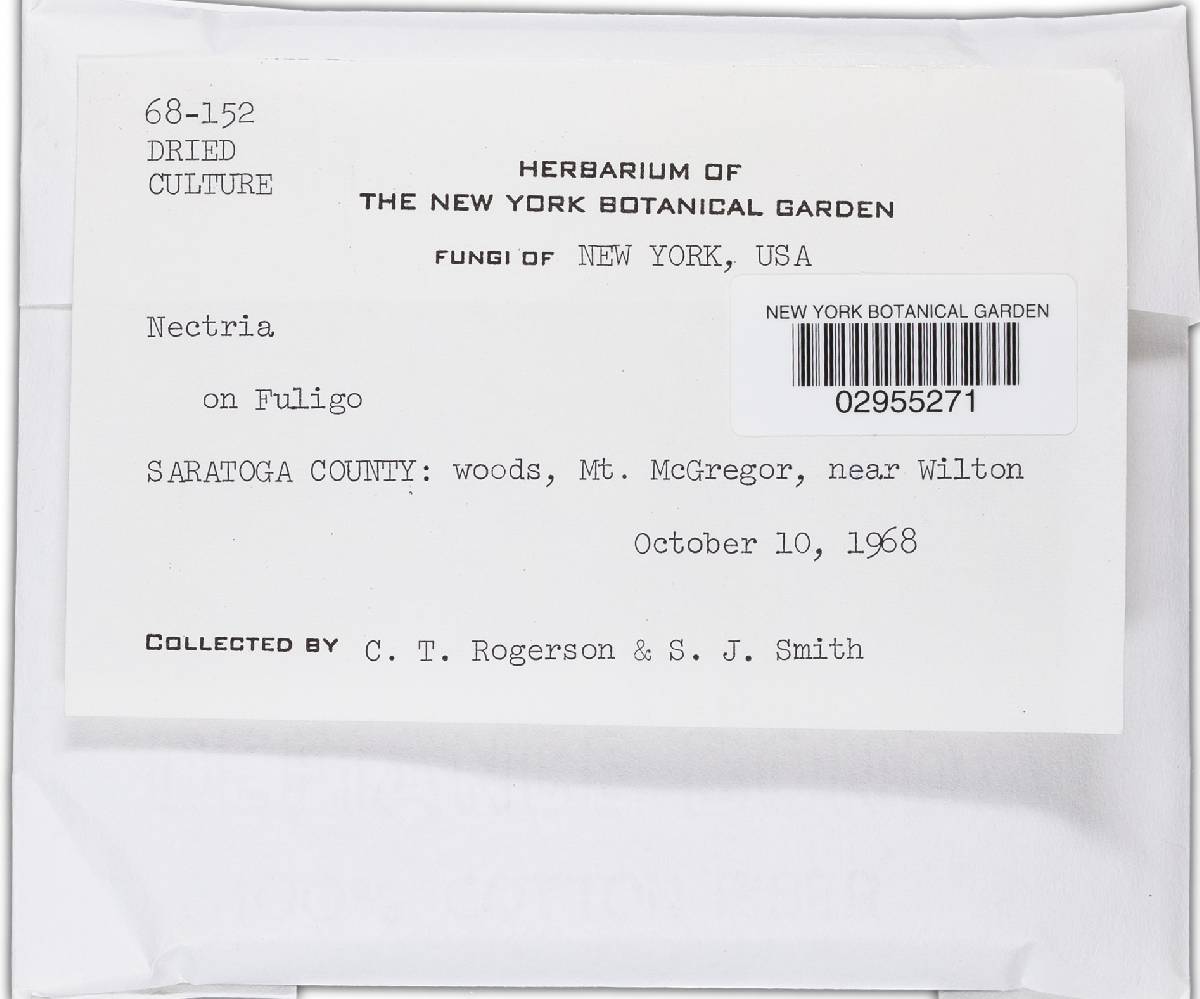 68-152
DRIED
CULTURE
HERBARIUM OF
THE NEW YORK BOTANICAL GARDEN
FUNGI OF NEW YORK, USA
Nectria
NEW YORK BOTANICAL GARDEN
02955271
on Fuligo
SARATOGA COUNTY: woods, Mt. McGregor, near Wilton
October 10, 1968
COLLECTED BY C. T. Rogerson & S. J. Smith